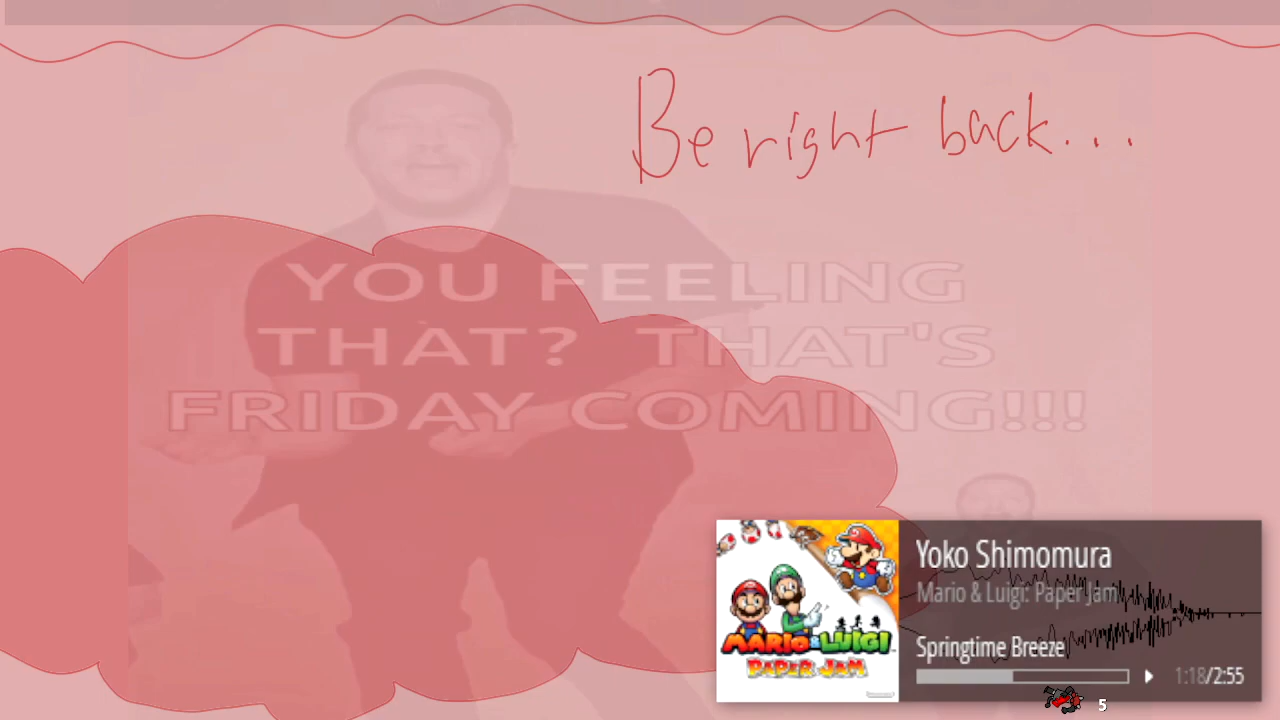 Be right back...
YOU FEELING
THAT? THAT'S
FRIDAY COMING!!!
Yoko Shimomura
Mario & Luigi: Paper Jam
Springtime Breeze
1:18/2:55
MARIO & LUIGI
PAPER JAM
5